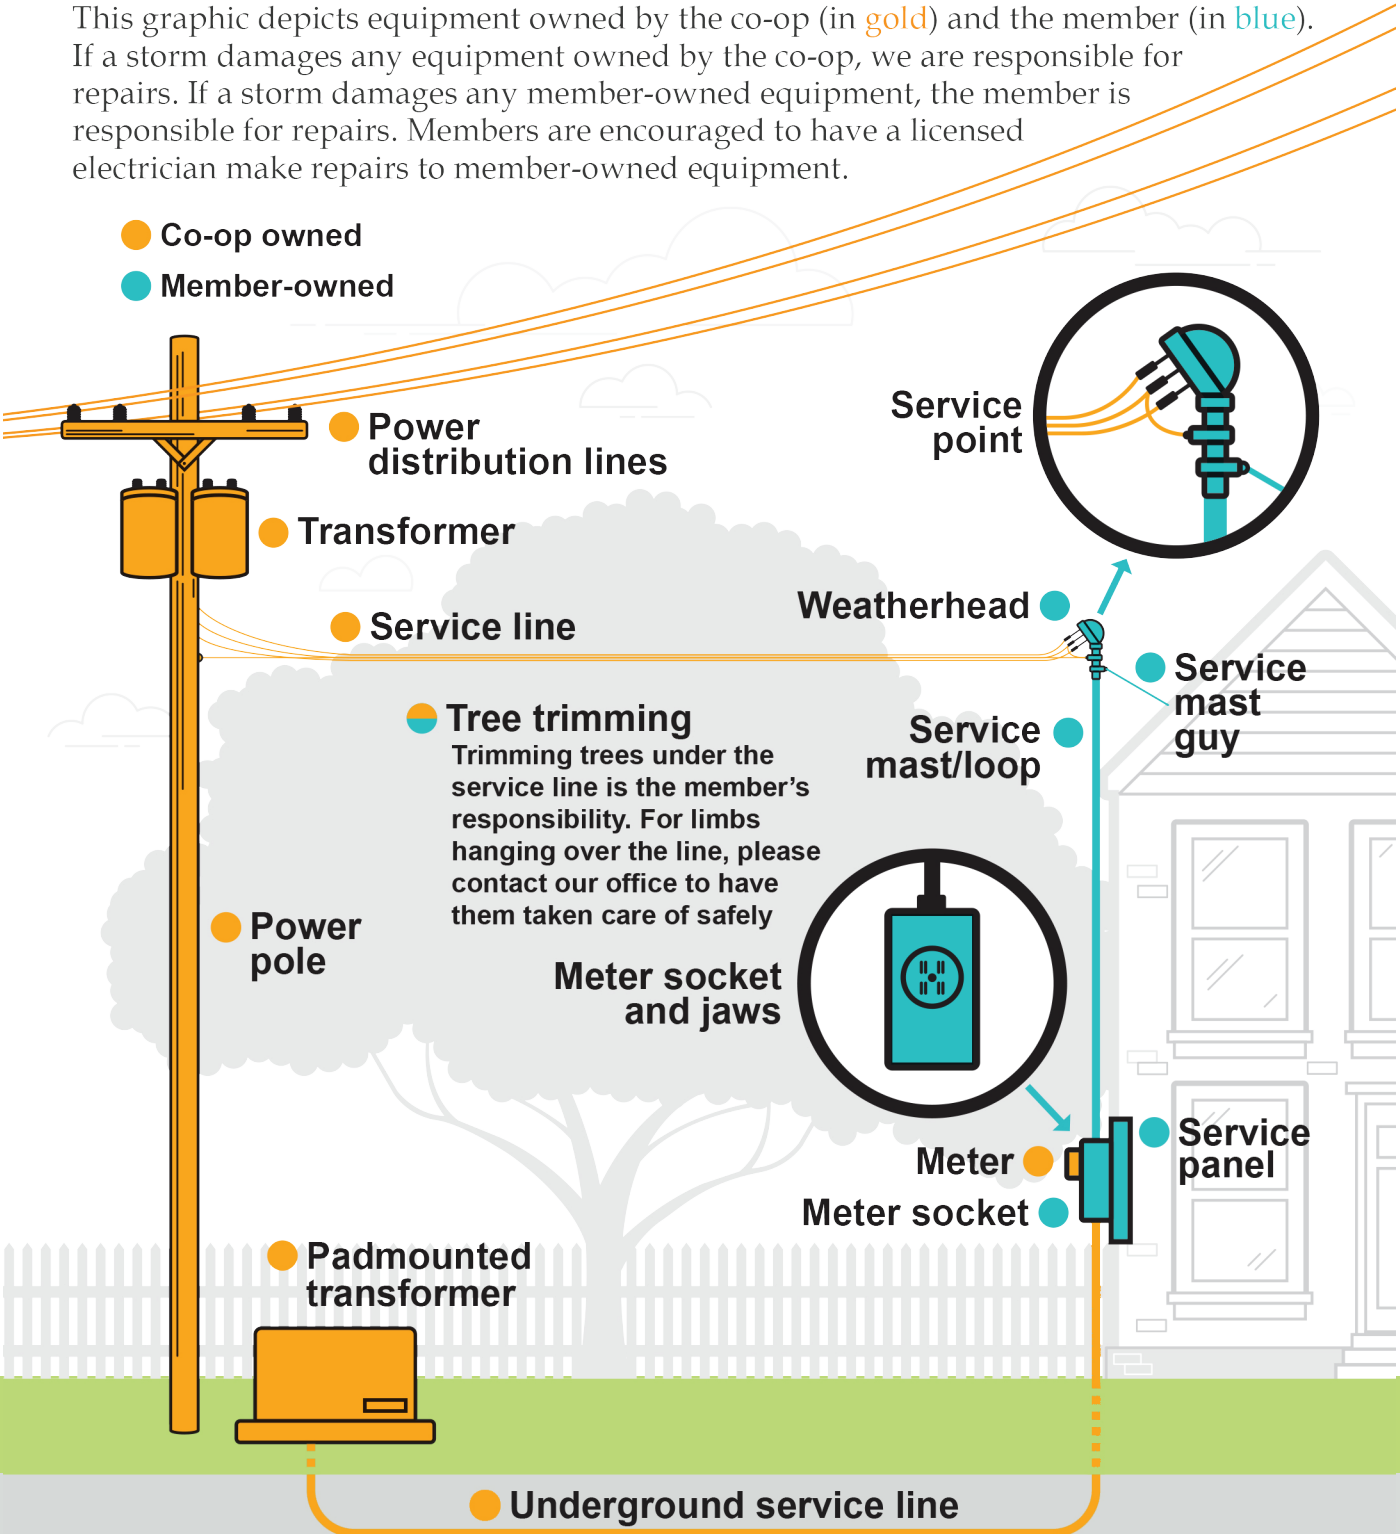 This graphic depicts equipment owned by the co-op (in gold) and the member (in blue).
If a storm damages any equipment owned by the co-op, we are responsible for
repairs. If a storm damages any member-owned equipment, the member is
responsible for repairs. Members are encouraged to have a licensed
electrician make repairs to member-owned equipment.
Co-op owned
Member-owned
Power
distribution lines
Service
point
Transformer
Weatherhead
Service line
Service
mast
guy
Tree trimming
Trimming trees under the
service line is the member’s
responsibility. For limbs
hanging over the line, please
contact our office to have
them taken care of safely
Service
mast/loop
Power
pole
Meter socket
and jaws
Meter
Service
panel
Meter socket
Padmounted
transformer
Underground service line